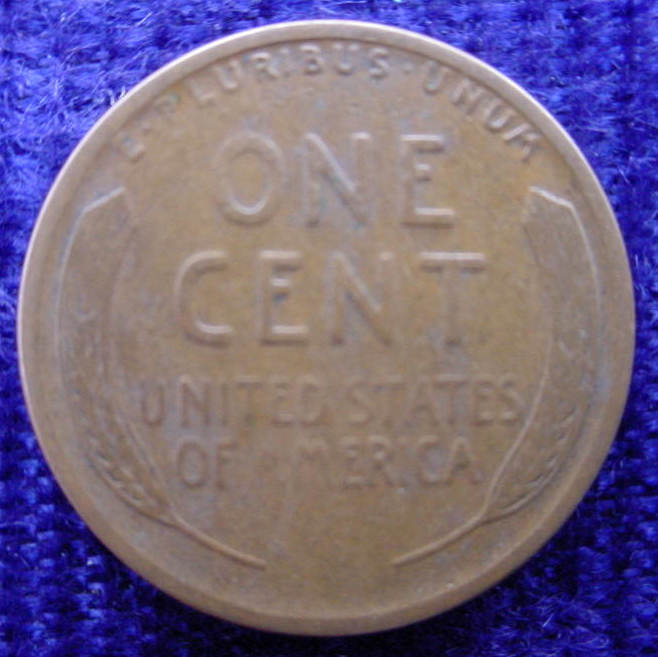 E·PLURIBUS·UNUM
ONE
CENT
UNITED STATES
OF AMERICA